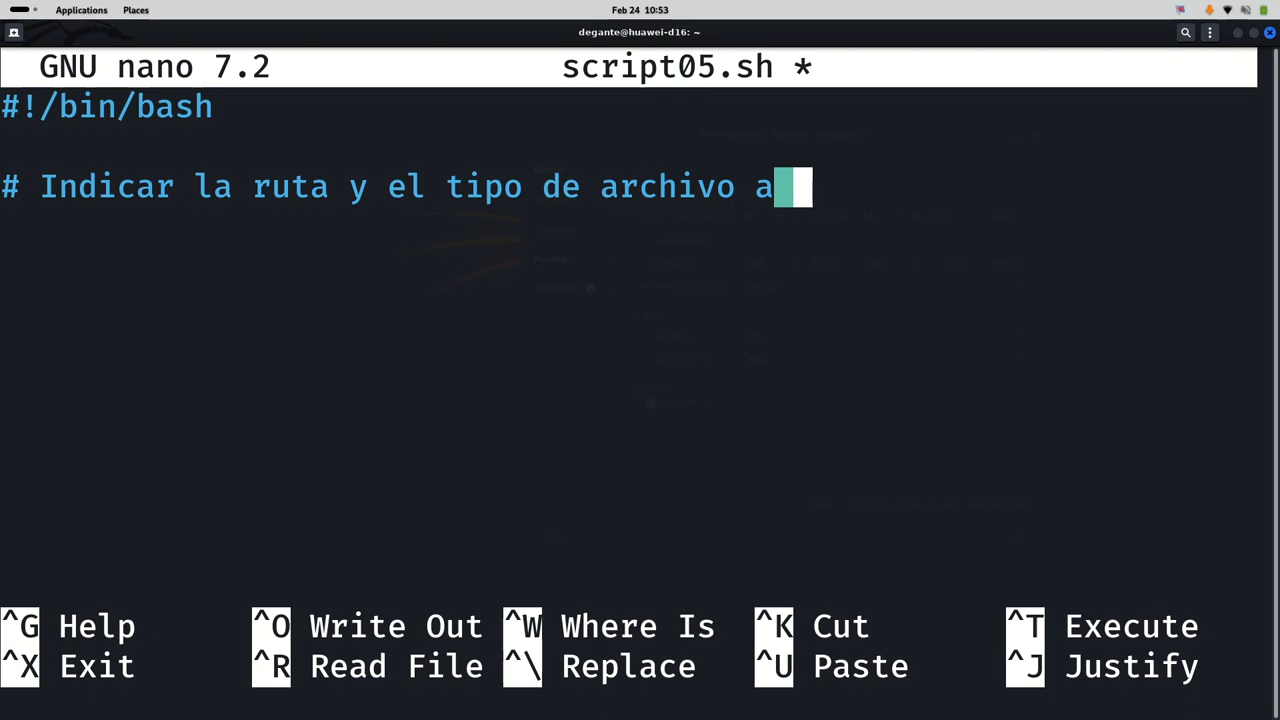 Applications Places Feb 24 10:53
degante@huawei-d16: ~
GNU nano 7.2 script05.sh *
#!/bin/bash
# Indicar la ruta y el tipo de archivo a
^G Help ^O Write Out ^W Where Is ^K Cut ^T Execute
^X Exit ^R Read File ^\ Replace ^U Paste ^J Justify